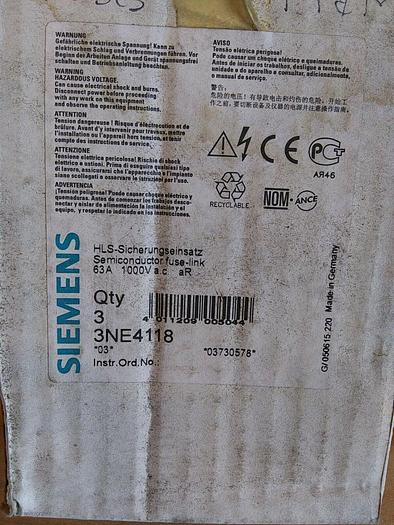 WARNUNG
Gefährliche elektrische Spannung! Kann zu
elektrischem Schlag und Verbrennungen führen. Vor
Beginn der Arbeiten Anlage und Gerät spannungsfrei
schalten und Betriebsanleitung beachten.
WARNING
HAZARDOUS VOLTAGE.
Can cause electrical shock and burns.
Disconnect power before proceeding
with any work on this equipment
and observe the operating instructions.
ATTENTION
Tension dangereuse ! Risque d'électrocution et de
brûlure. Avant d'y intervenir pour travaux, mettre
l'installation et l'appareil hors tension, et tenir
compte des instructions de service.
ATTENZIONE
Tensione elettrica pericolosa! Rischio di shock
elettrico e ustioni. Prima di eseguire qualsiasi tipo
di lavoro, assicurarsi che l'apparecchio e l'impianto
siano scollegati e osservare le istruzioni per l'uso.
ADVERTENCIA
¡Tensión peligrosa! Puede causar choque eléctrico y
quemaduras. Antes de comenzar los trabajos desco-
nectar y aislar de alimentación la instalación y el
equipo, y respetar lo indicado en las instrucciones.
AVISO
Tensão elétrica perigosa!
Pode causar um choque elétrico e queimaduras.
Antes de iniciar os trabalhos, desligue a tensão da
unidade e do aparelho e consultar, adicionalmente,
o manual de serviço.
警告:
危险的电压! 有导致电击和灼伤的危险。开始工
作之前,要切断设备及仪器的电源并注意操作指南。
CE
PCT
АЯ46
RECYCLABLE
NOM-ANCE
SIEMENS
HLS-Sicherungseinsatz
Semiconductor fuse-link
63A 1000V a.c. aR
Qty
3
4 011209 005044
3NE4118
*03*
*03730578*
Instr.Ord.No.:
G/050615 220 Made in Germany